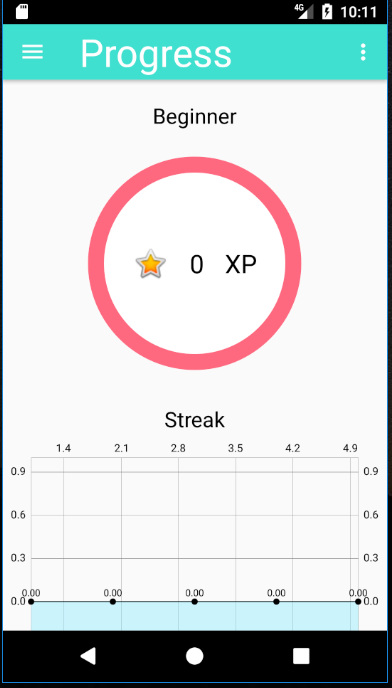 4G 10:11
Progress
Beginner
0 XP
Streak
1.4 2.1 2.8 3.5 4.2 4.9
0.9 0.9
0.6 0.6
0.3 0.3
0.00 0.00 0.00 0.00 0.00
0.0 0.0